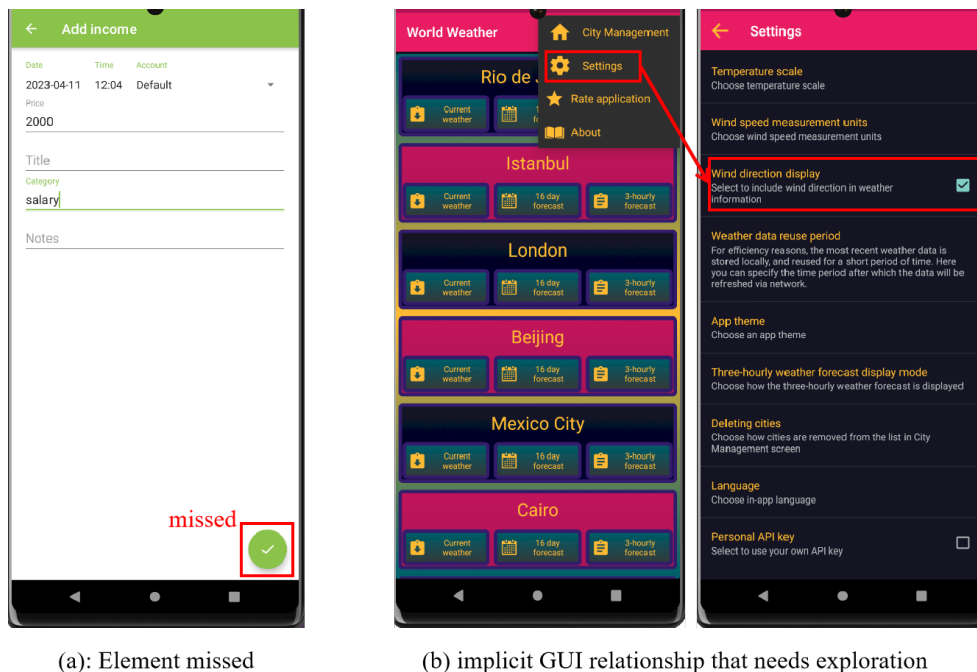 Add income
Date Time Account
2023-04-11 12:04 Default
Price
2000
Title
Category
salary
Notes
missed
(a): Element missed
World Weather
City Management
Settings
Rate application
About
Rio de J
Current
weather
Istanbul
Current
weather
16 day
forecast
3-hourly
forecast
London
Current
weather
16 day
forecast
3-hourly
forecast
Beijing
Current
weather
16 day
forecast
3-hourly
forecast
Mexico City
Current
weather
16 day
forecast
3-hourly
forecast
Cairo
Current
weather
16 day
forecast
3-hourly
forecast
Settings
Temperature scale
Choose temperature scale
Wind speed measurement units
Choose wind speed measurement units
Wind direction display
Select to include wind direction in weather
information
Weather data reuse period
For efficiency reasons, the most recent weather data is
stored locally, and reused for a short period of time. Here
you can specify the time period after which the data will be
refreshed via network.
App theme
Choose an app theme
Three-hourly weather forecast display mode
Choose how the three-hourly weather forecast is displayed
Deleting cities
Choose how cities are removed from the list in City
Management screen
Language
Choose in-app language
Personal API key
Select to use your own API key
(b) implicit GUI relationship that needs exploration